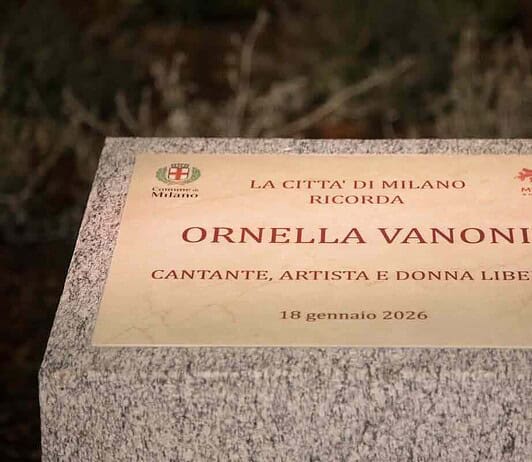 Comune di
Milano
LA CITTA' DI MILANO
RICORDA
ORNELLA VANONI
CANTANTE, ARTISTA E DONNA LIBE
18 gennaio 2026